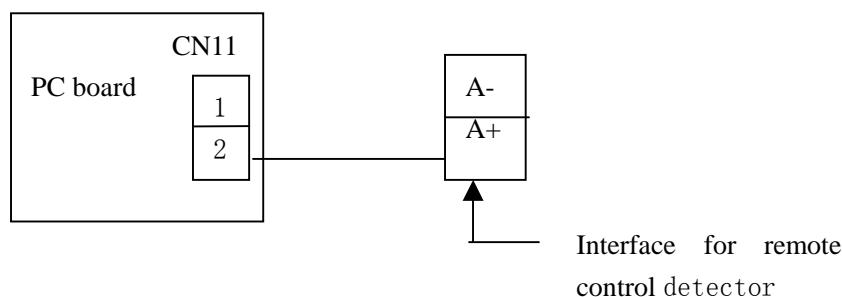 CN11
PC board
1
2
A-
A+
Interface for remote
control detector